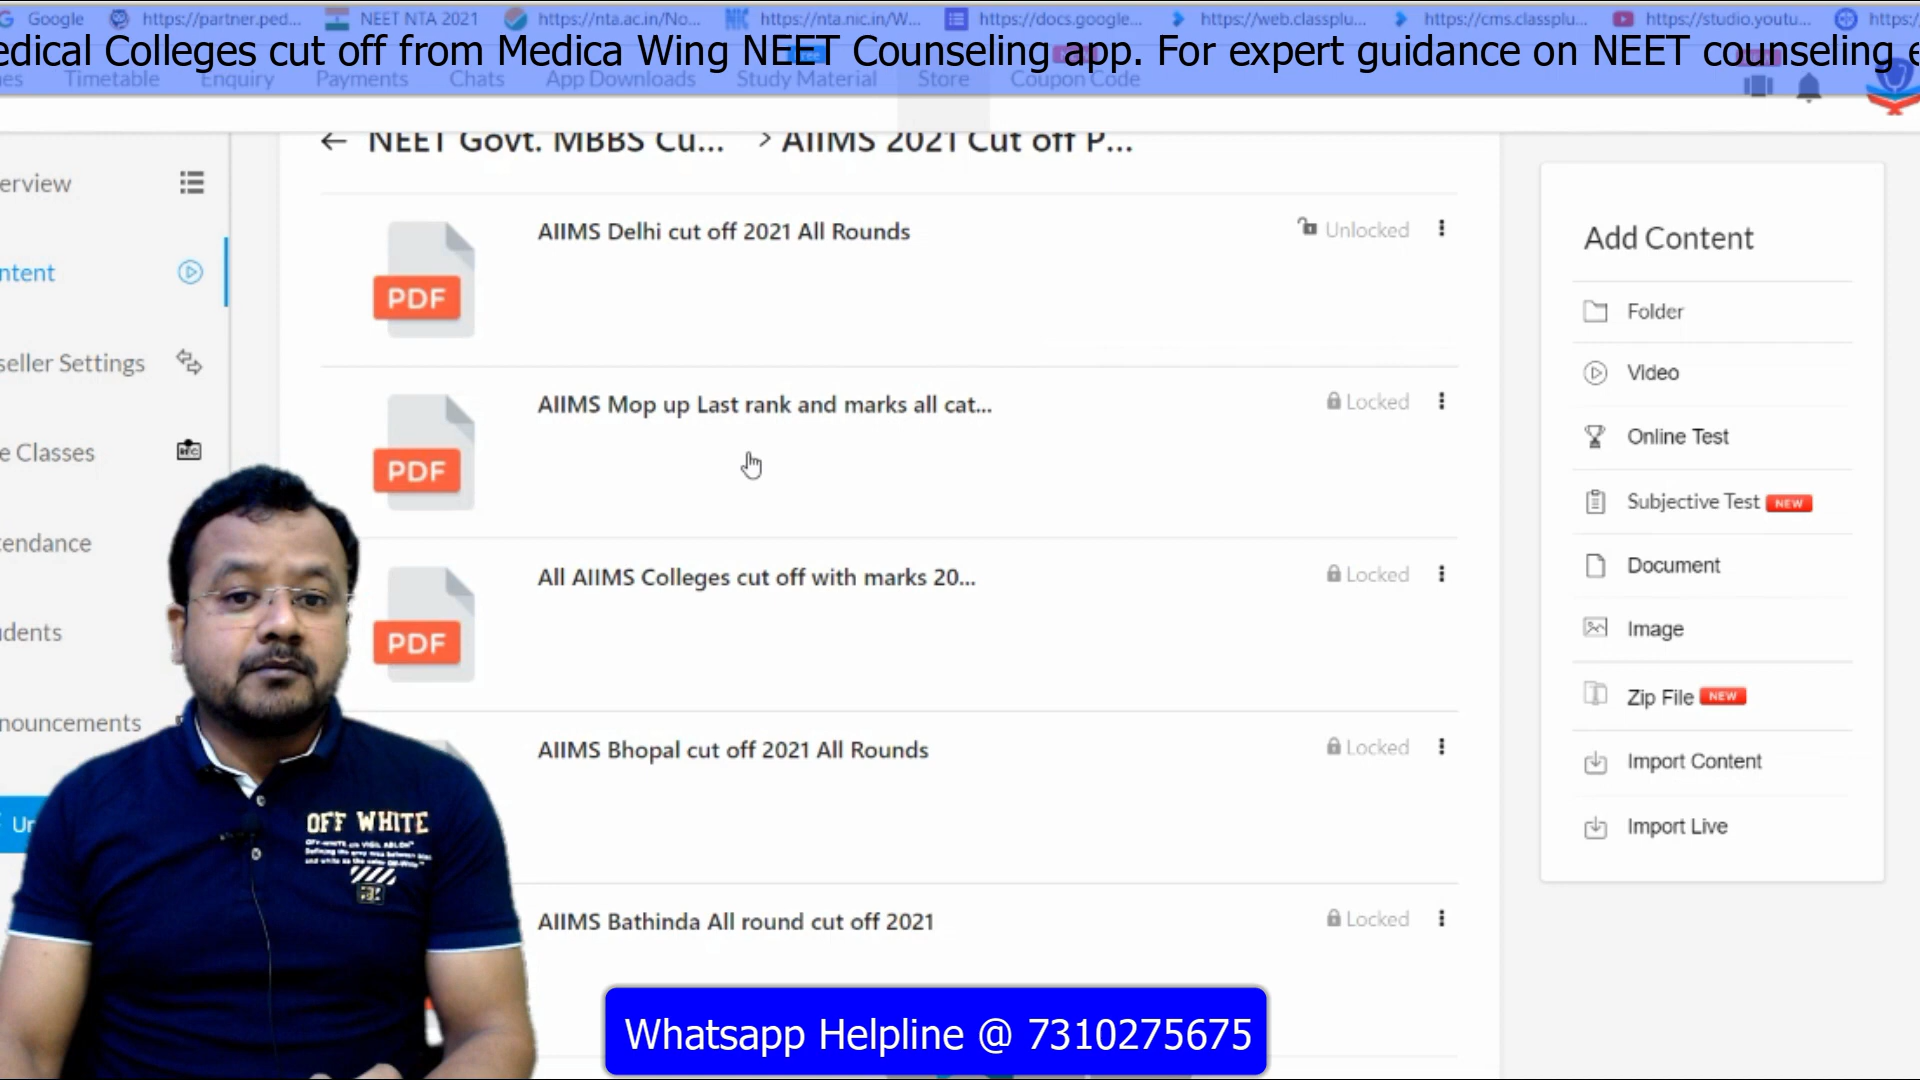 Google https://partner.ped... NEET NTA 2021 https://nta.ac.in/No... https://nta.nic.in/W... https://docs.google... https://web.classplu... https://cms.classplu... https://studio.youtu... https:/
edical Colleges cut off from Medica Wing NEET Counseling app. For expert guidance on NEET counseling e
es Timetable Enquiry Payments Chats App Downloads Study Material Store Coupon Code
← NEET Govt. MBBS Cu... > AIIMS 2021 Cut off P...
erview
ntent
seller Settings
e Classes
REC
tendance
dents
nouncements
Ur
PDF
AIIMS Delhi cut off 2021 All Rounds
Unlocked
PDF
AIIMS Mop up Last rank and marks all cat...
Locked
PDF
All AIIMS Colleges cut off with marks 20...
Locked
AIIMS Bhopal cut off 2021 All Rounds
Locked
AIIMS Bathinda All round cut off 2021
Locked
Add Content
Folder
Video
Online Test
Subjective Test NEW
Document
Image
Zip File NEW
Import Content
Import Live
OFF WHITE
Whatsapp Helpline @ 7310275675